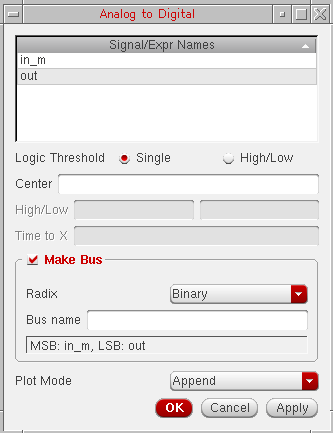 Analog to Digital
Signal/Expr Names
in_m
out
Logic Threshold Single High/Low
Center
High/Low
Time to X
Make Bus
Radix Binary
Bus name
MSB: in_m, LSB: out
Plot Mode Append
OK Cancel Apply